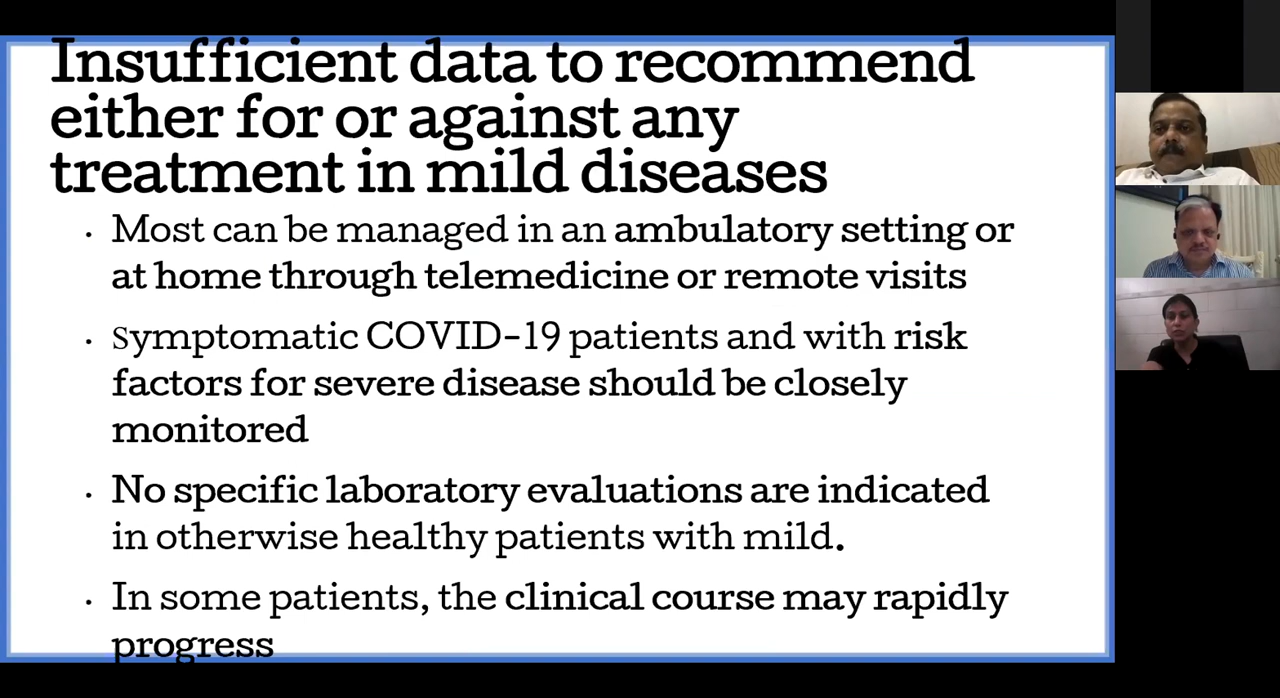 Insufficient data to recommend
either for or against any
treatment in mild diseases
· Most can be managed in an ambulatory setting or
at home through telemedicine or remote visits
· Symptomatic COVID-19 patients and with risk
factors for severe disease should be closely
monitored
· No specific laboratory evaluations are indicated
in otherwise healthy patients with mild.
· In some patients, the clinical course may rapidly
progress